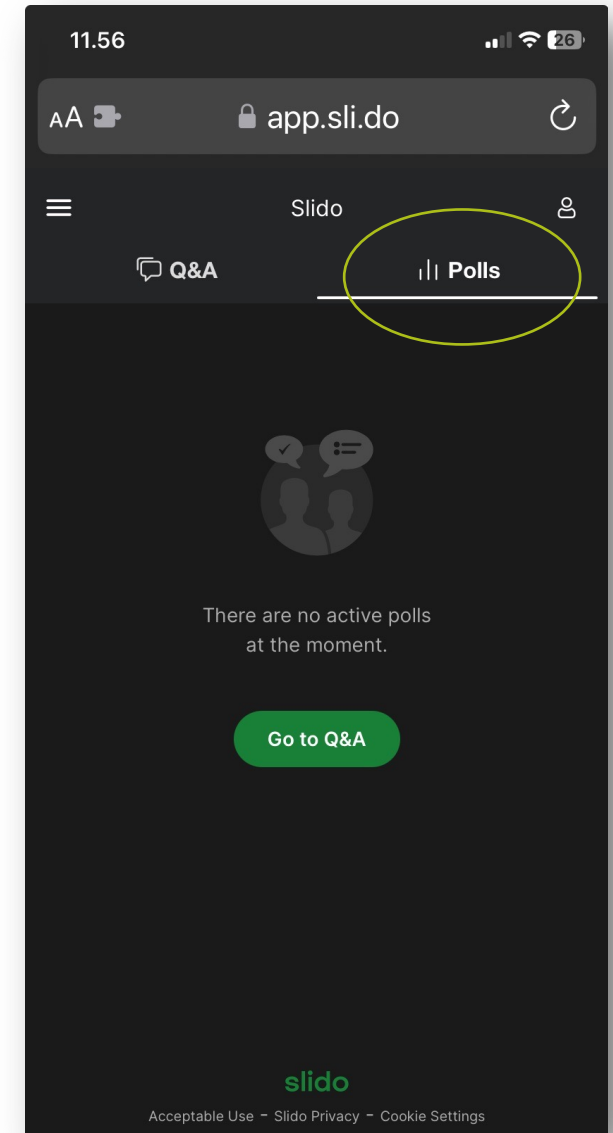 11.56
26
AA app.sli.do
Slido
Q&A Polls
There are no active polls
at the moment.
Go to Q&A
slido
Acceptable Use - Slido Privacy - Cookie Settings